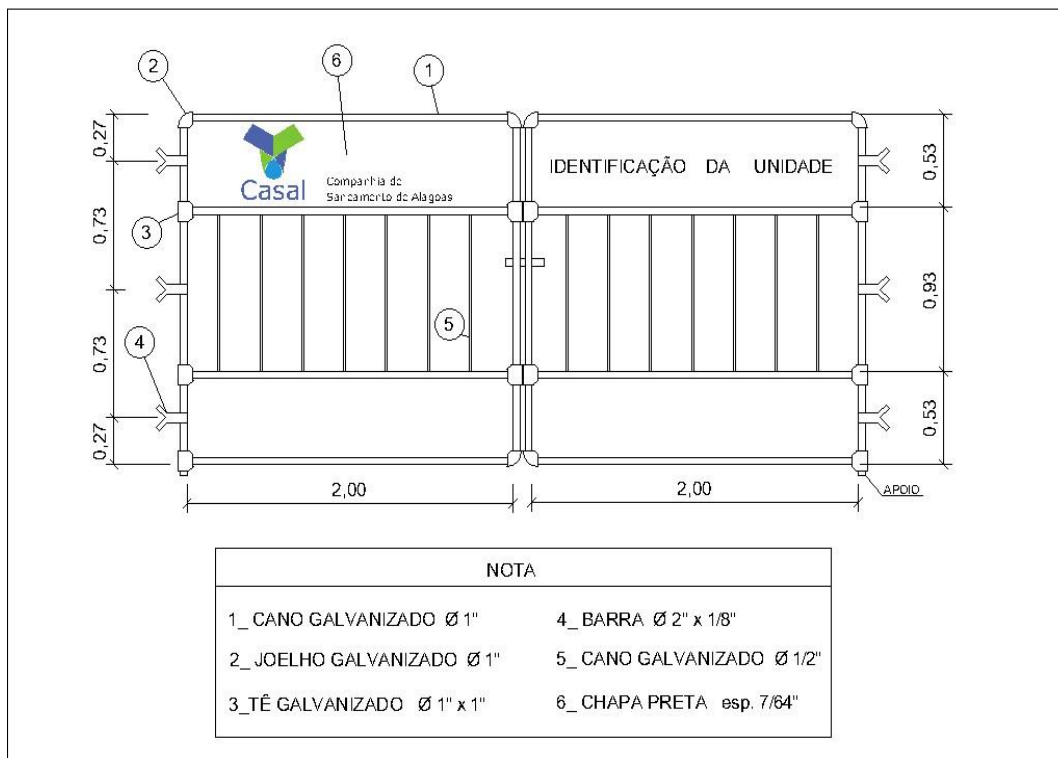 2
6
1
0,27
0,53
Casal
Companhia de
Saneamento de Alagoas
IDENTIFICAÇÃO DA UNIDADE
3
0,73
0,93
5
0,73
4
0,53
0,27
2,00
2,00
APOIO
NOTA
1_ CANO GALVANIZADO Ø 1"
4_ BARRA Ø 2" x 1/8"
2_ JOELHO GALVANIZADO Ø 1"
5_ CANO GALVANIZADO Ø 1/2"
3_TÊ GALVANIZADO Ø 1" x 1"
6_ CHAPA PRETA esp. 7/64"